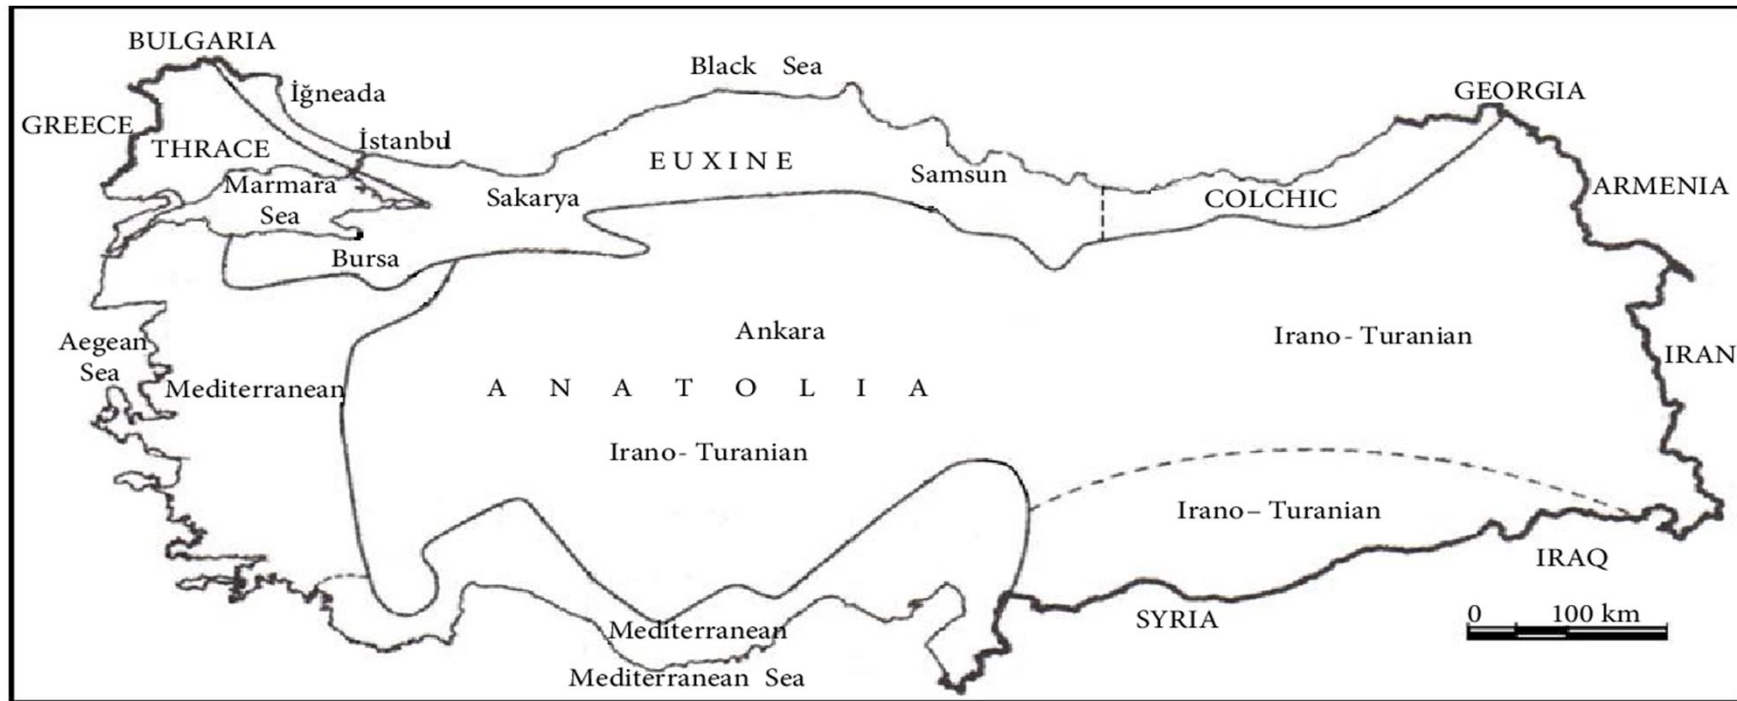 BULGARIA
Black Sea
İğneada
GEORGIA
GREECE
THRACE
İstanbul
EUXINE
Samsun
Marmara
Sea
Sakarya
COLCHIC
ARMENIA
Bursa
Ankara
Irano-Turanian
Aegean
Sea
IRAN
Mediterranean
ANATOLIA
Irano-Turanian
Irano–Turanian
IRAQ
SYRIA
0 100 km
Mediterranean
Mediterranean Sea